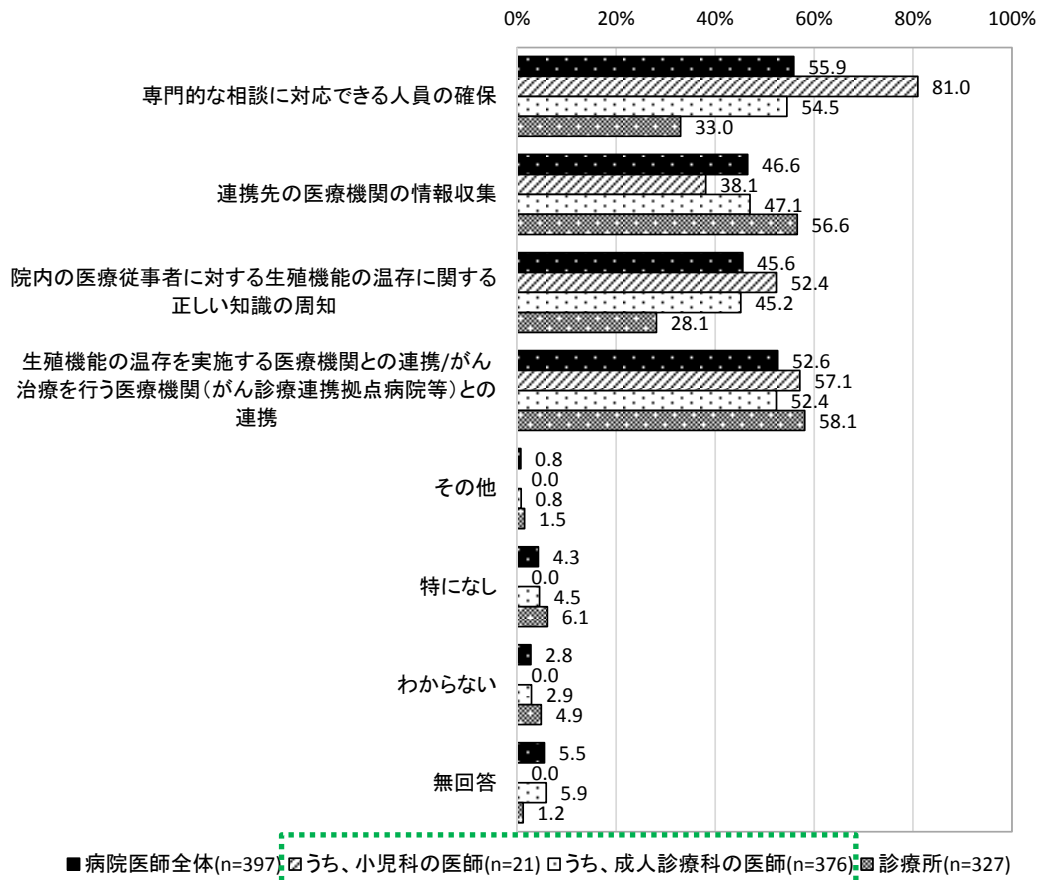 0% 20% 40% 60% 80% 100%
専門的な相談に対応できる人員の確保
55.9
81.0
54.5
33.0
連携先の医療機関の情報収集
46.6
38.1
47.1
56.6
院内の医療従事者に対する生殖機能の温存に関する
正しい知識の周知
45.6
52.4
45.2
28.1
生殖機能の温存を実施する医療機関との連携/がん
治療を行う医療機関（がん診療連携拠点病院等）との
連携
52.6
57.1
52.4
58.1
その他
0.8
0.0
0.8
1.5
特になし
4.3
0.0
4.5
6.1
わからない
2.8
0.0
2.9
4.9
無回答
5.5
0.0
5.9
1.2
病院医師全体(n=397) うち、小児科の医師(n=21) うち、成人診療科の医師(n=376) 診療所(n=327)